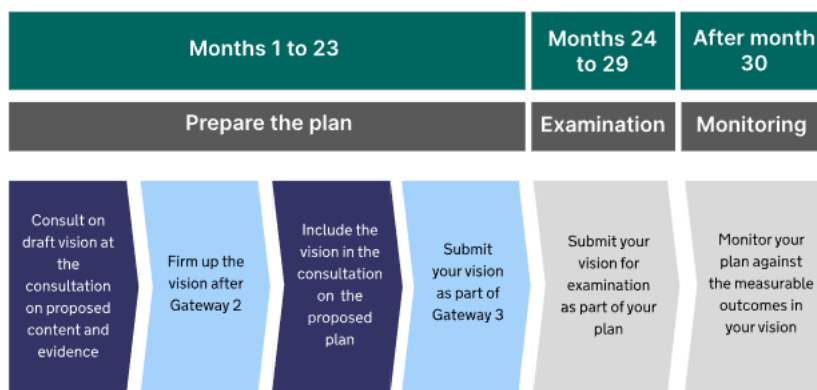 Months 1 to 23
Months 24
to 29
After month
30
Prepare the plan
Examination
Monitoring
Consult on
draft vision at
the
consultation
on proposed
content and
evidence
Firm up the
vision after
Gateway 2
Include the
vision in the
consultation
on the
proposed
plan
Submit
your vision
as part of
Gateway 3
Submit your
vision for
examination
as part of your
plan
Monitor your
plan against
the measurable
outcomes in
your vision